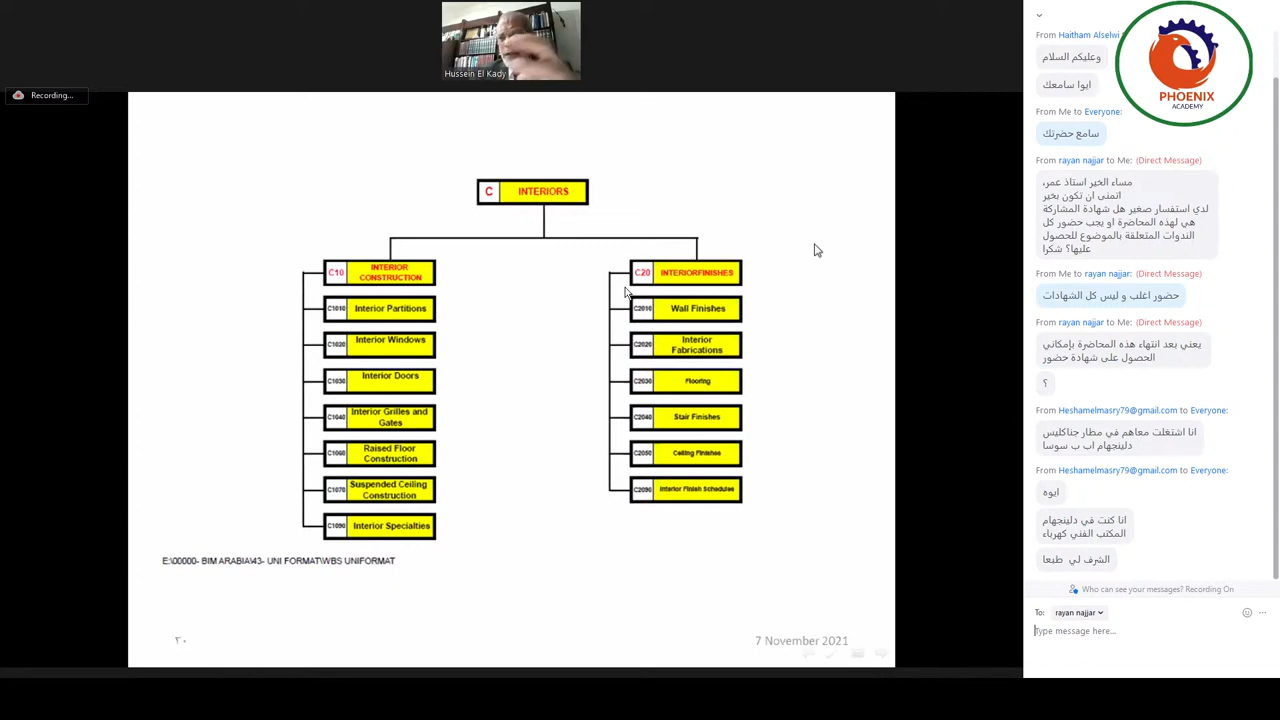 Hussein El Kady
Recording...
C INTERIORS
C10 INTERIOR CONSTRUCTION
C1010 Interior Partitions
C1020 Interior Windows
C1030 Interior Doors
C1040 Interior Grilles and Gates
C1060 Raised Floor Construction
C1070 Suspended Ceiling Construction
C1090 Interior Specialties
C20 INTERIORFINISHES
C2010 Wall Finishes
C2020 Interior Fabrications
C2030 Flooring
C2040 Stair Finishes
C2050 Ceiling Finishes
C2090 Interior Finish Schedules
E:\00000- BIM ARABIA\43- UNI FORMAT\WBS UNIFORMAT
٣٠
7 November 2021
PHOENIX
ACADEMY
From Haitham Alselwi
وعليكم السلام
ايوا سامعك
From Me to Everyone:
سامع حضرتك
From rayan najjar to Me: (Direct Message)
مساء الخير استاذ عمر،
اتمنى ان تكون بخير
لدي استفسار صغير هل شهادة المشاركة
هي لهذه المحاضرة او يجب حضور كل
الندوات المتعلقة بالموضوع للحصول
عليها؟ شكرا
From Me to rayan najjar: (Direct Message)
حضور اغلب و ليس كل الشهادات
From rayan najjar to Me: (Direct Message)
يعني بعد انتهاء هذه المحاضرة بإمكاني
الحصول على شهادة حضور
؟
From Heshamelmasry79@gmail.com to Everyone:
انا اشتغلت معاهم في مطار جناكليس
دلينجهام اب ب سوسا
From Heshamelmasry79@gmail.com to Everyone:
ايوه
انا كنت في دلينجهام
المكتب الفني كهرباء
الشرف لي طبعا
Who can see your messages? Recording On
To: rayan najjar
Type message here...